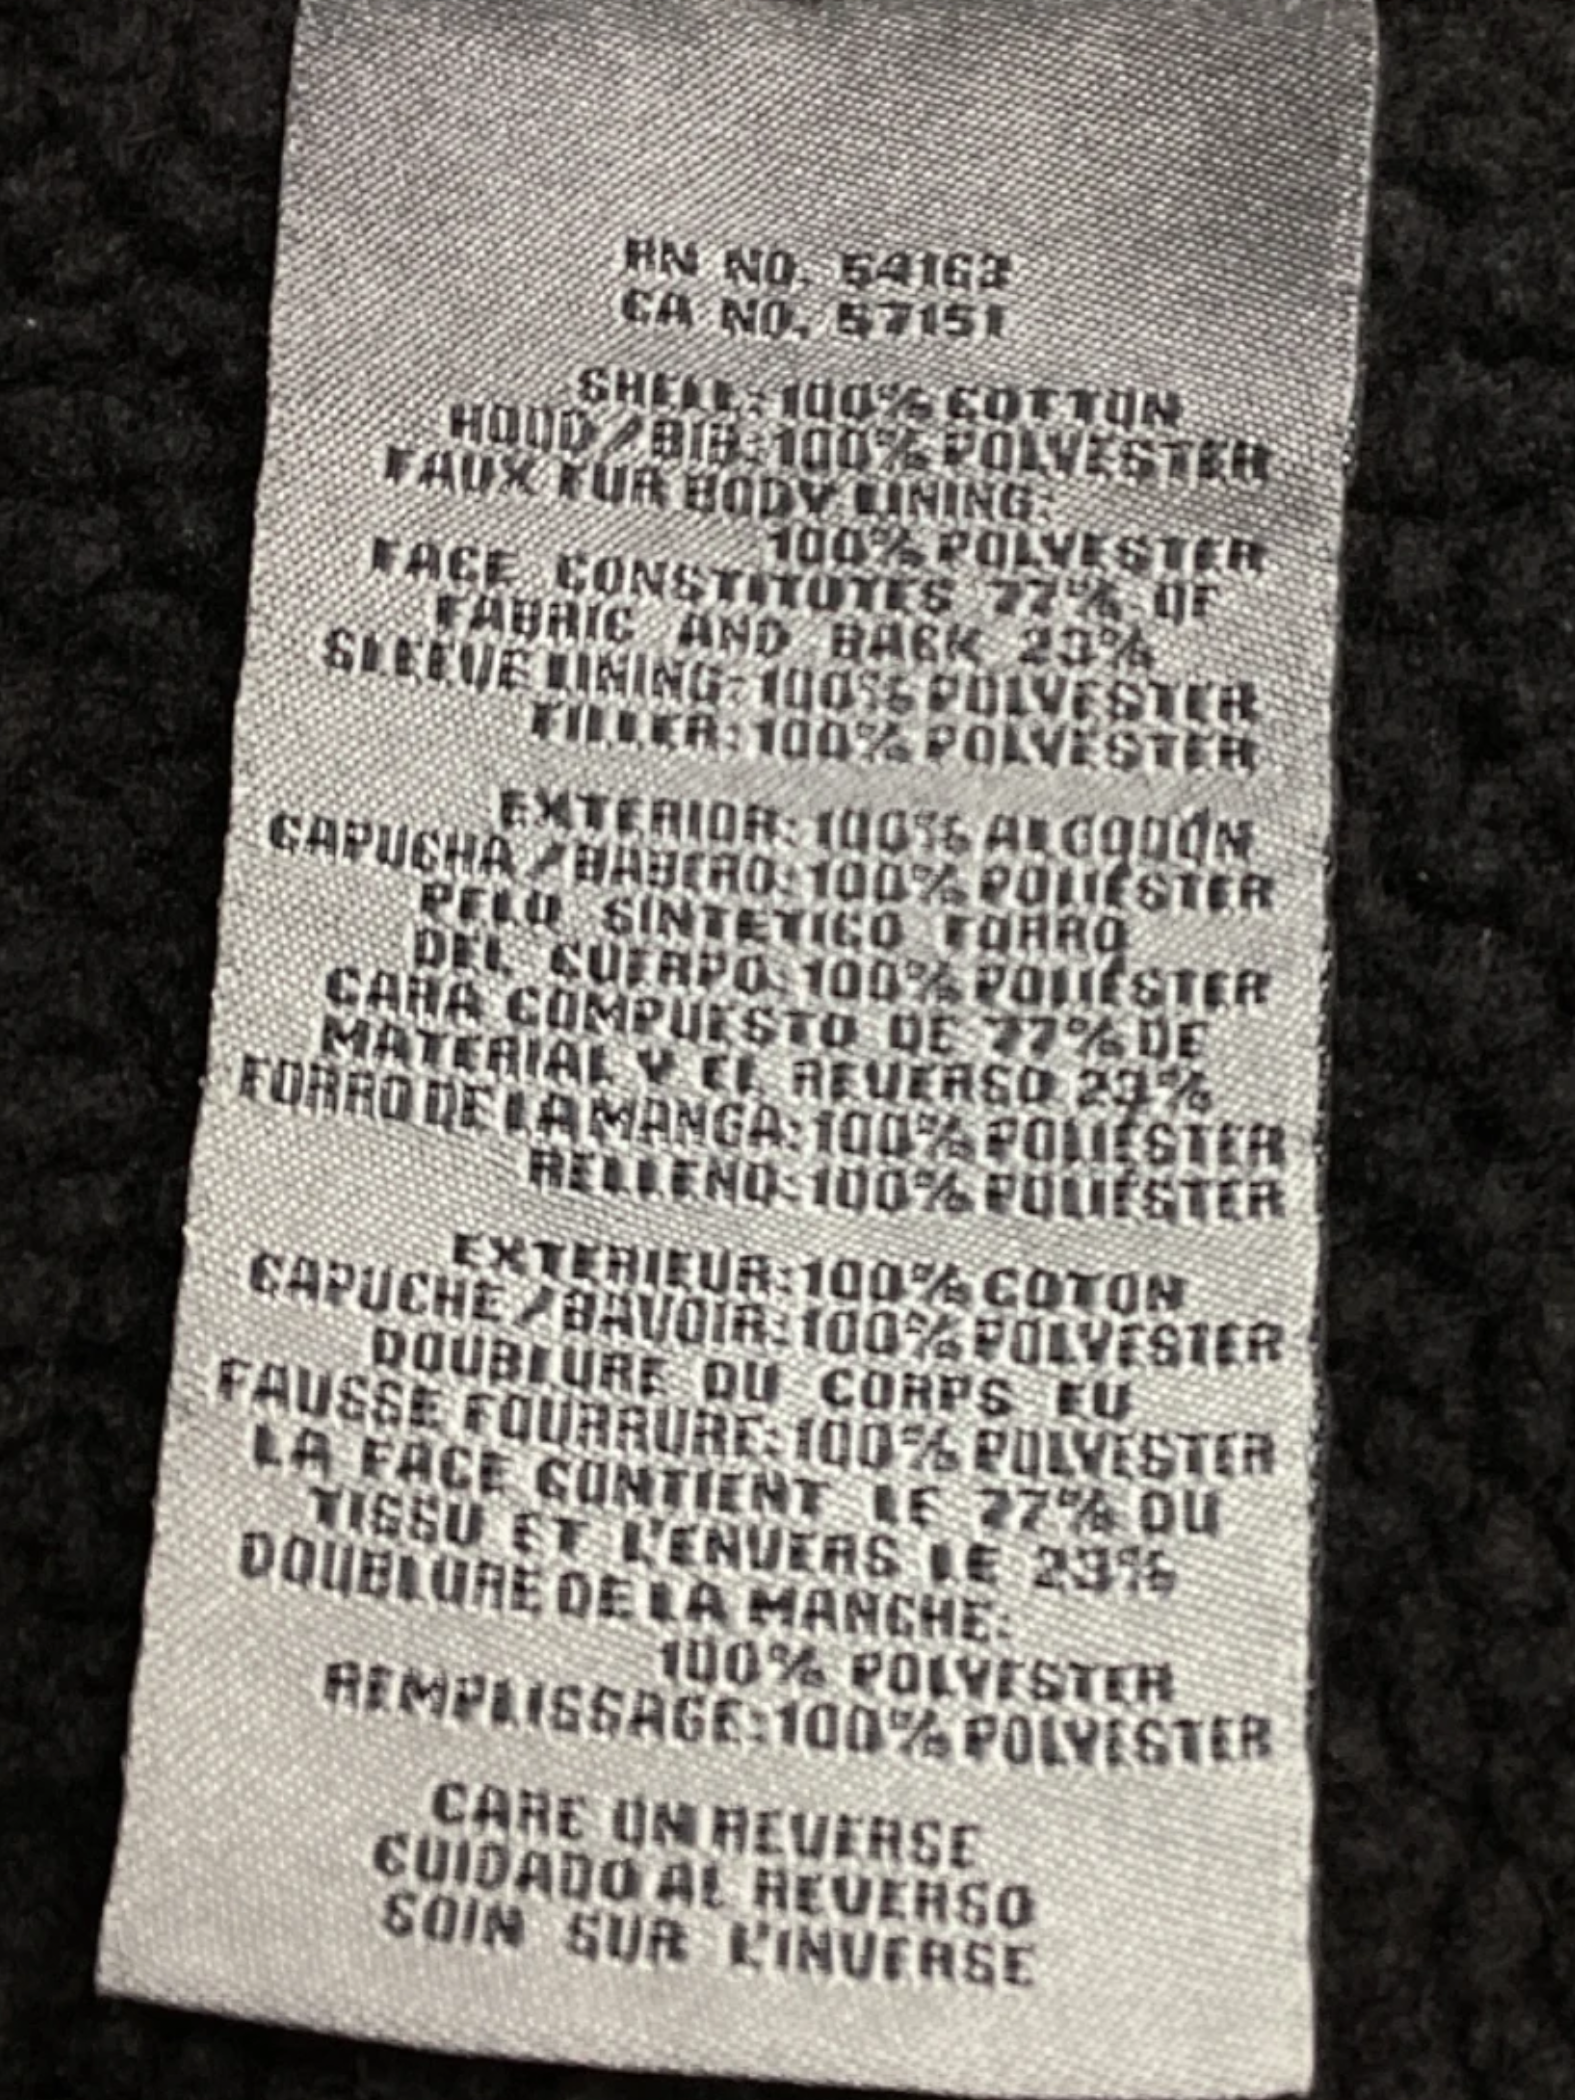 RN NO. 54163
CA NO. 57151
SHELL: 100% COTTON
HOOD/BIB: 100% POLYESTER
FAUX FUR BODY LINING:
100% POLYESTER
FACE CONSTITUTES 77% OF
FABRIC AND BACK 23%
SLEEVE LINING: 100% POLYESTER
FILLER: 100% POLYESTER
EXTERIOR: 100% ALGODÓN
CAPUCHA/BABERO: 100% POLIÉSTER
PELO SINTETICO FORRO
DEL CUERPO: 100% POLIÉSTER
CARA COMPUESTO DE 77% DE
MATERIAL Y EL REVERSO 23%
FORRO DE LA MANGA: 100% POLIÉSTER
RELLENO: 100% POLIÉSTER
EXTERIEUR: 100% COTON
CAPUCHE/BAVOIR: 100% POLYESTER
DOUBLURE DU CORPS EU
FAUSSE FOURRURE: 100% POLYESTER
LA FACE CONTIENT LE 77% DU
TISSU ET L'ENVERS LE 23%
DOUBLURE DE LA MANCHE:
100% POLYESTER
REMPLISSAGE: 100% POLYESTER
CARE ON REVERSE
CUIDADO AL REVERSO
SOIN SUR L'INVERSE